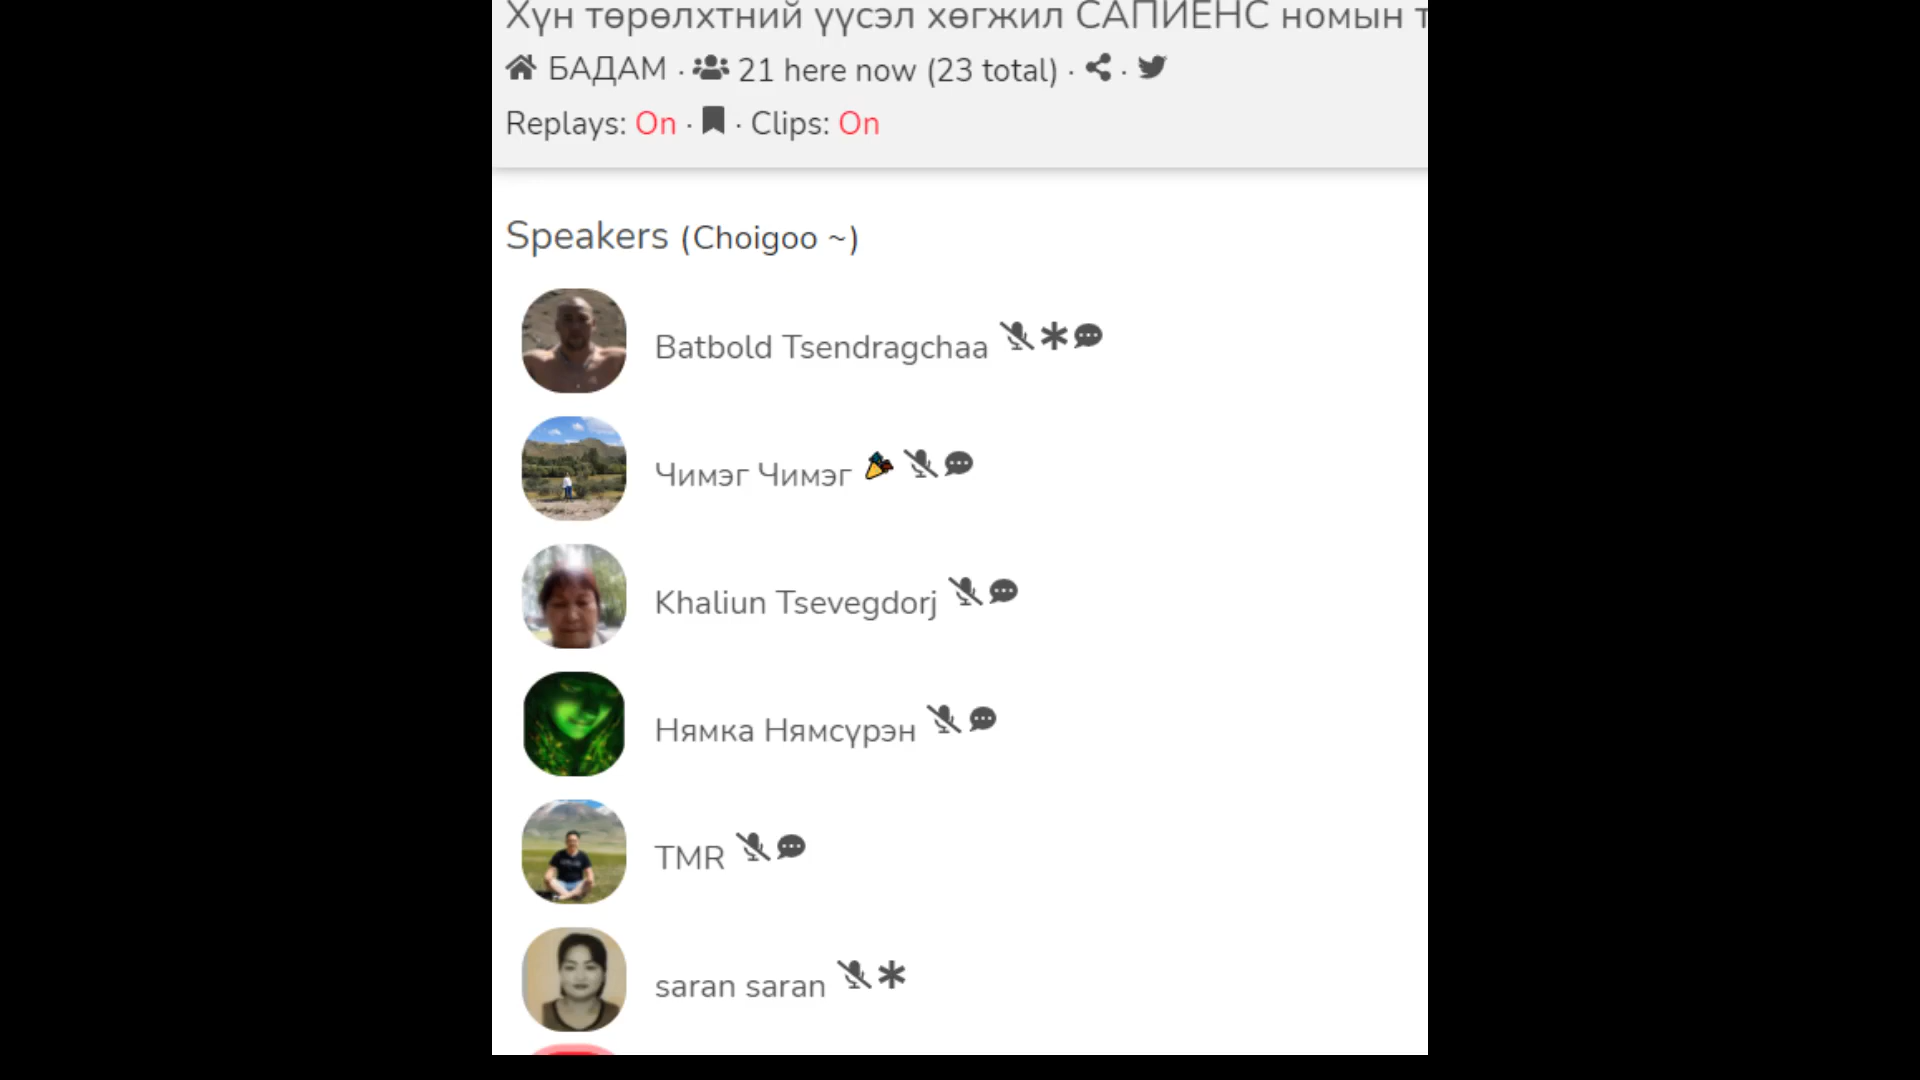 Хүн төрөлхтний үүсэл хөгжил САПИЕНС номын
БАДАМ · 21 here now (23 total) · ·
Replays: On · · Clips: On
Speakers (Choigoo ~)
Batbold Tsendragchaa
Чимэг Чимэг
Khaliun Tsevegdorj
Нямка Нямсүрэн
TMR
saran saran